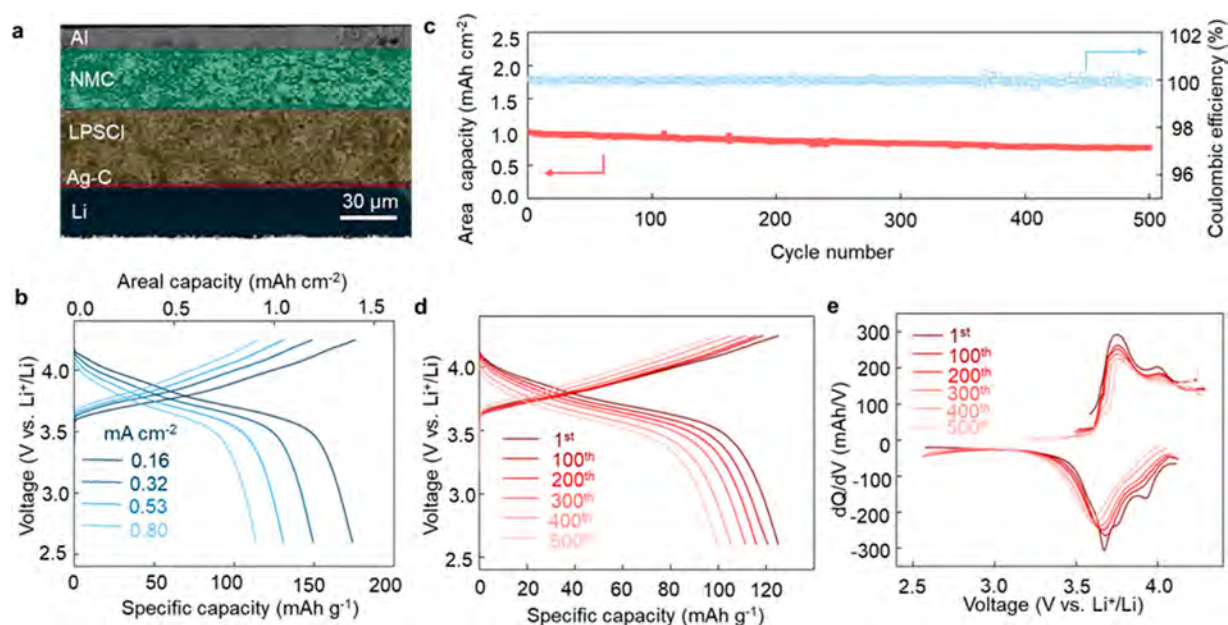 a
Al
NMC
LPSCl
Ag-C
Li
30 μm
c
Area capacity (mAh cm-2)
2.5
2.0
1.5
1.0
0.5
0.0
102
100
98
96
Coulombic efficiency (%)
0
100
200
300
400
500
Cycle number
b
Areal capacity (mAh cm-2)
0.0
0.5
1.0
1.5
Voltage (V vs. Li+/Li)
4.0
3.5
3.0
2.5
mA cm-2
0.16
0.32
0.53
0.80
0
50
100
150
200
Specific capacity (mAh g-1)
d
Voltage (V vs. Li+/Li)
4.0
3.5
3.0
2.5
1st
100th
200th
300th
400th
500th
0
20
40
60
80
100
120
Specific capacity (mAh g-1)
e
dQ/dV (mAh/V)
300
200
100
0
-100
-200
-300
1st
100th
200th
300th
400th
500th
2.5
3.0
3.5
4.0
Voltage (V vs. Li+/Li)